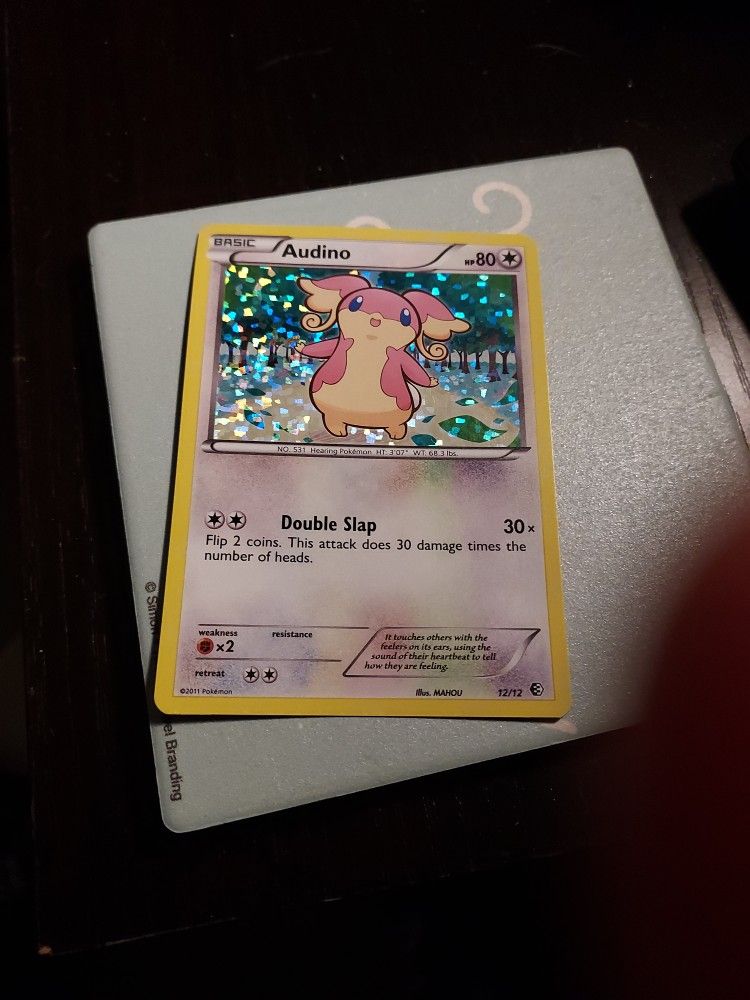 BASIC
Audino
HP80
NO. 531 Hearing Pokémon HT: 3'07" WT: 68.3 lbs.
Double Slap 30×
Flip 2 coins. This attack does 30 damage times the
number of heads.
weakness resistance
×2
retreat
It touches others with the
feelers on its ears, using the
sound of their heartbeat to tell
how they are feeling.
©2011 Pokémon Illus. MAHOU 12/12
© Simon
el Branding